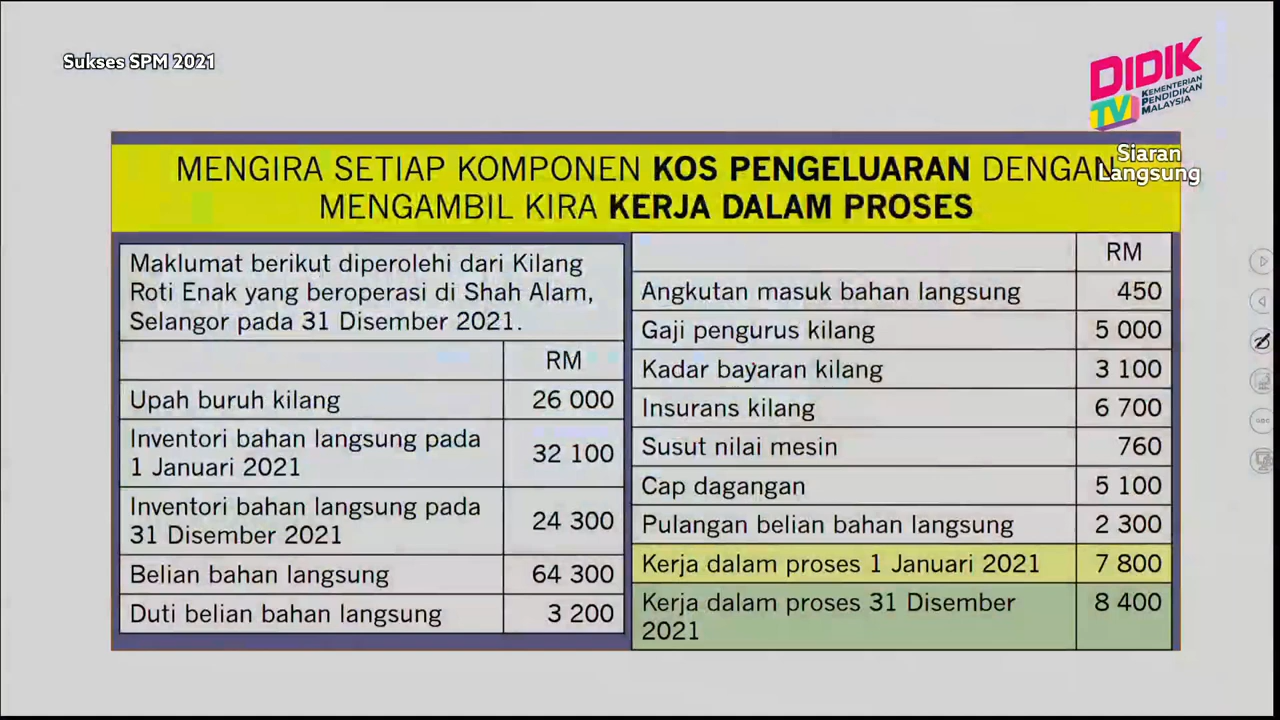 Sukses SPM 2021
DIDIK
TV
KEMENTERIAN
PENDIDIKAN
MALAYSIA
Siaran
Langsung
MENGIRA SETIAP KOMPONEN KOS PENGELUARAN DENGAN
MENGAMBIL KIRA KERJA DALAM PROSES
Maklumat berikut diperolehi dari Kilang
Roti Enak yang beroperasi di Shah Alam,
Selangor pada 31 Disember 2021.
RM
Upah buruh kilang 26 000
Inventori bahan langsung pada
1 Januari 2021 32 100
Inventori bahan langsung pada
31 Disember 2021 24 300
Belian bahan langsung 64 300
Duti belian bahan langsung 3 200
RM
Angkutan masuk bahan langsung 450
Gaji pengurus kilang 5 000
Kadar bayaran kilang 3 100
Insurans kilang 6 700
Susut nilai mesin 760
Cap dagangan 5 100
Pulangan belian bahan langsung 2 300
Kerja dalam proses 1 Januari 2021 7 800
Kerja dalam proses 31 Disember 8 400
2021